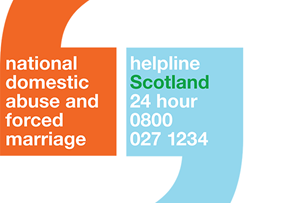 national
domestic
abuse and
forced
marriage
helpline
Scotland
24 hour
0800
027 1234